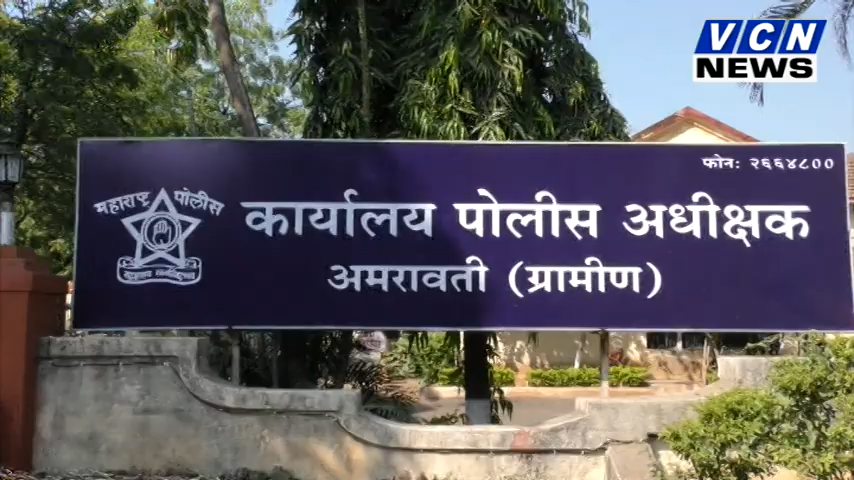 VCN
NEWS
फोन: २६६४८००
महाराष्ट्र पोलीस
कार्यालय पोलीस अधीक्षक
अमरावती (ग्रामीण)